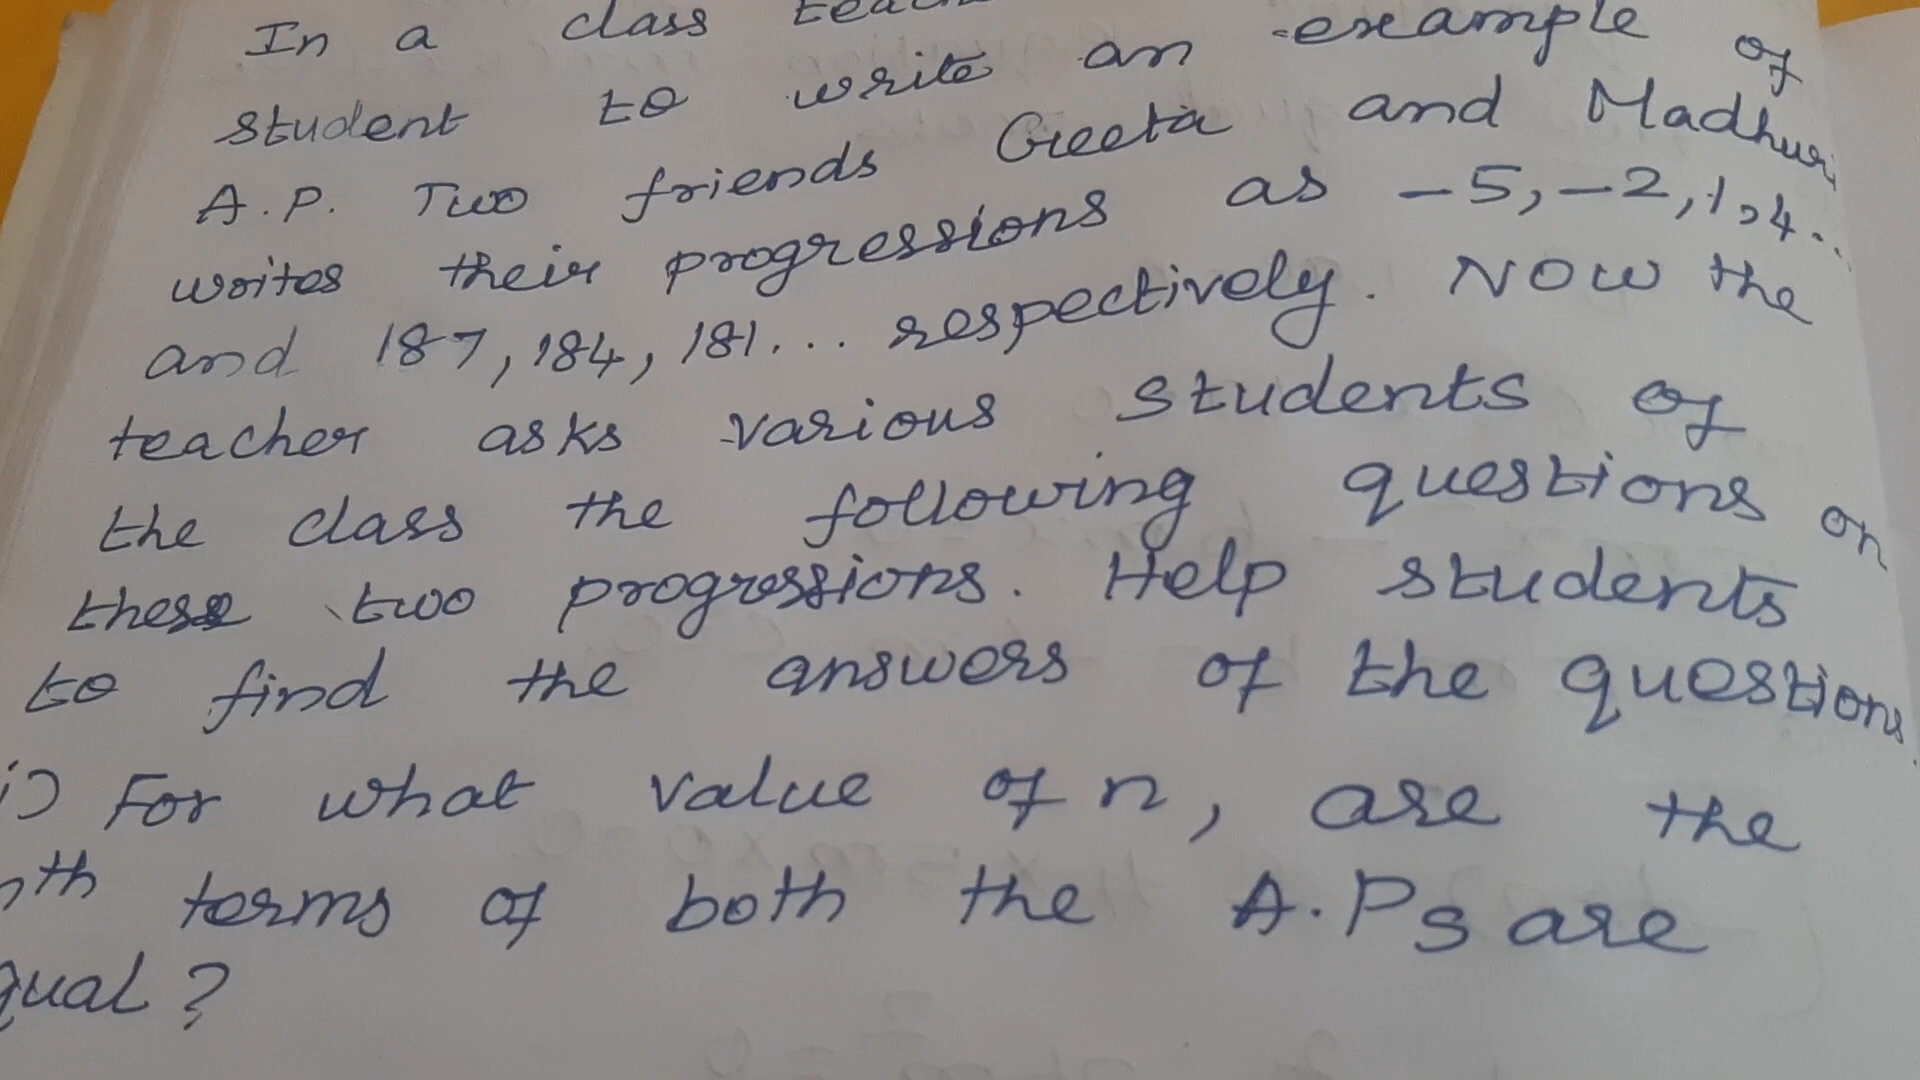 In a class
student to write an example of
A.P. Two friends Geeta and Madhuri
writes their progressions as -5, -2, 1, 4...
and 187, 184, 181... respectively. Now the
teacher asks various students of
the class the following questions on
these two progressions. Help students
to find the answers of the questions
i) For what value of n, are the
nth terms of both the A.Ps are
qual?